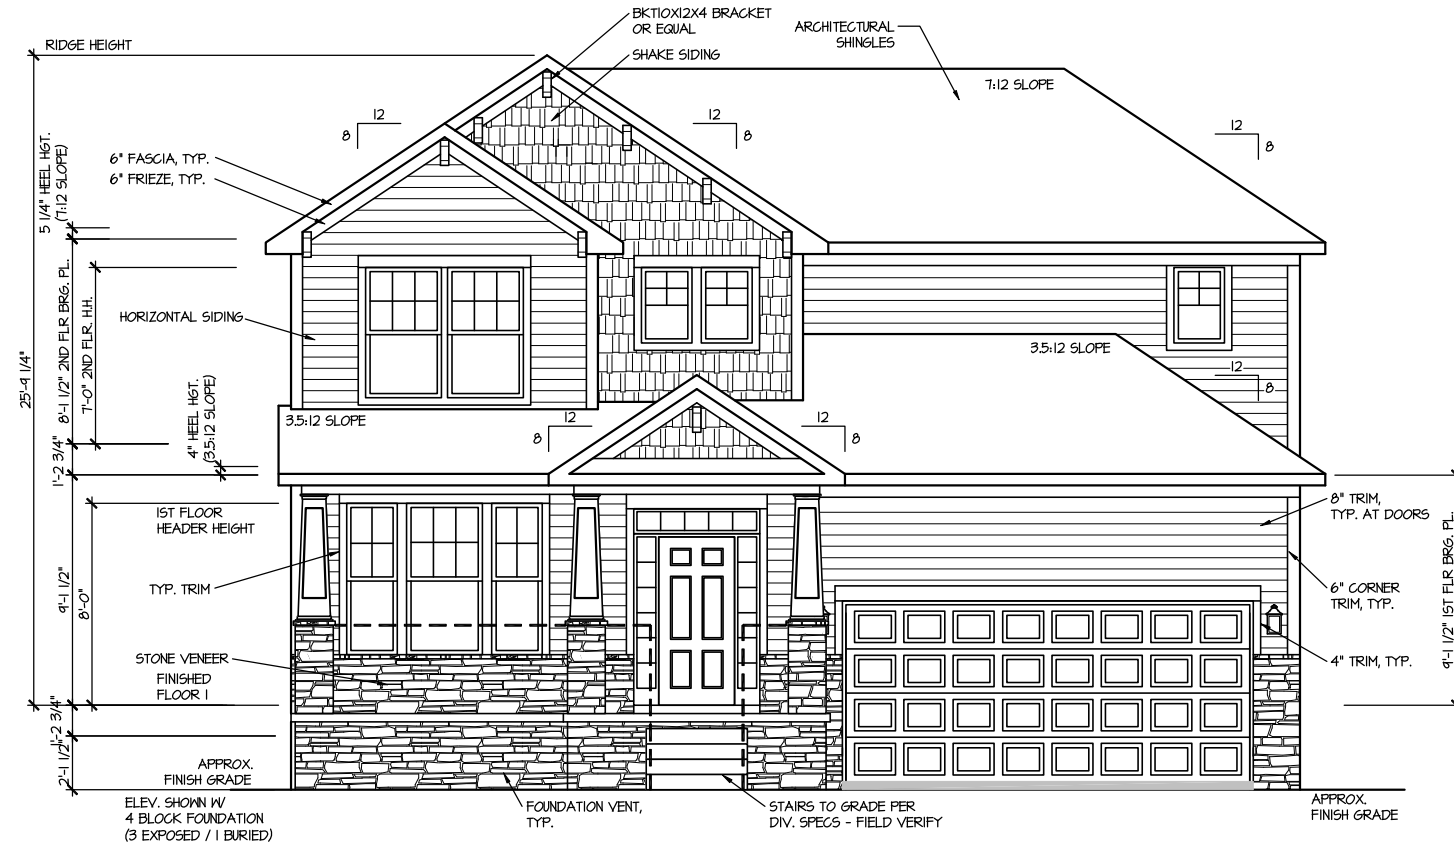 BKT10X12X4 BRACKET
OR EQUAL
SHAKE SIDING
ARCHITECTURAL
SHINGLES
RIDGE HEIGHT
7:12 SLOPE
12
8
12
8
12
8
6" FASCIA, TYP.
6" FRIEZE, TYP.
5 1/4" HEEL HGT.
(7:12 SLOPE)
HORIZONTAL SIDING
25'-9 1/4"
8'-1 1/2" 2ND FLR BRG. PL.
7'-0" 2ND FLR. H.H.
4" HEEL HGT.
(3.5:12 SLOPE)
3.5:12 SLOPE
12
8
3.5:12 SLOPE
12
8
12
8
1'-2 3/4"
1ST FLOOR
HEADER HEIGHT
8" TRIM,
TYP. AT DOORS
9'-1 1/2"
8'-0"
TYP. TRIM
6" CORNER
TRIM, TYP.
9'-1 1/2" 1ST FLR BRG. PL.
STONE VENEER
4" TRIM, TYP.
FINISHED
FLOOR 1
1'-2 3/4"
2'-1 1/2"
APPROX.
FINISH GRADE
ELEV. SHOWN W/
4 BLOCK FOUNDATION
(3 EXPOSED / 1 BURIED)
FOUNDATION VENT,
TYP.
STAIRS TO GRADE PER
DIV. SPECS - FIELD VERIFY
APPROX.
FINISH GRADE